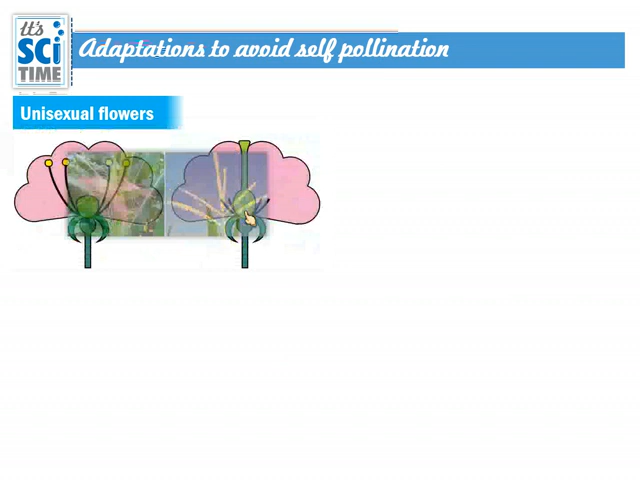 It's
SCi
TIME
Adaptations to avoid self pollination
Unisexual flowers